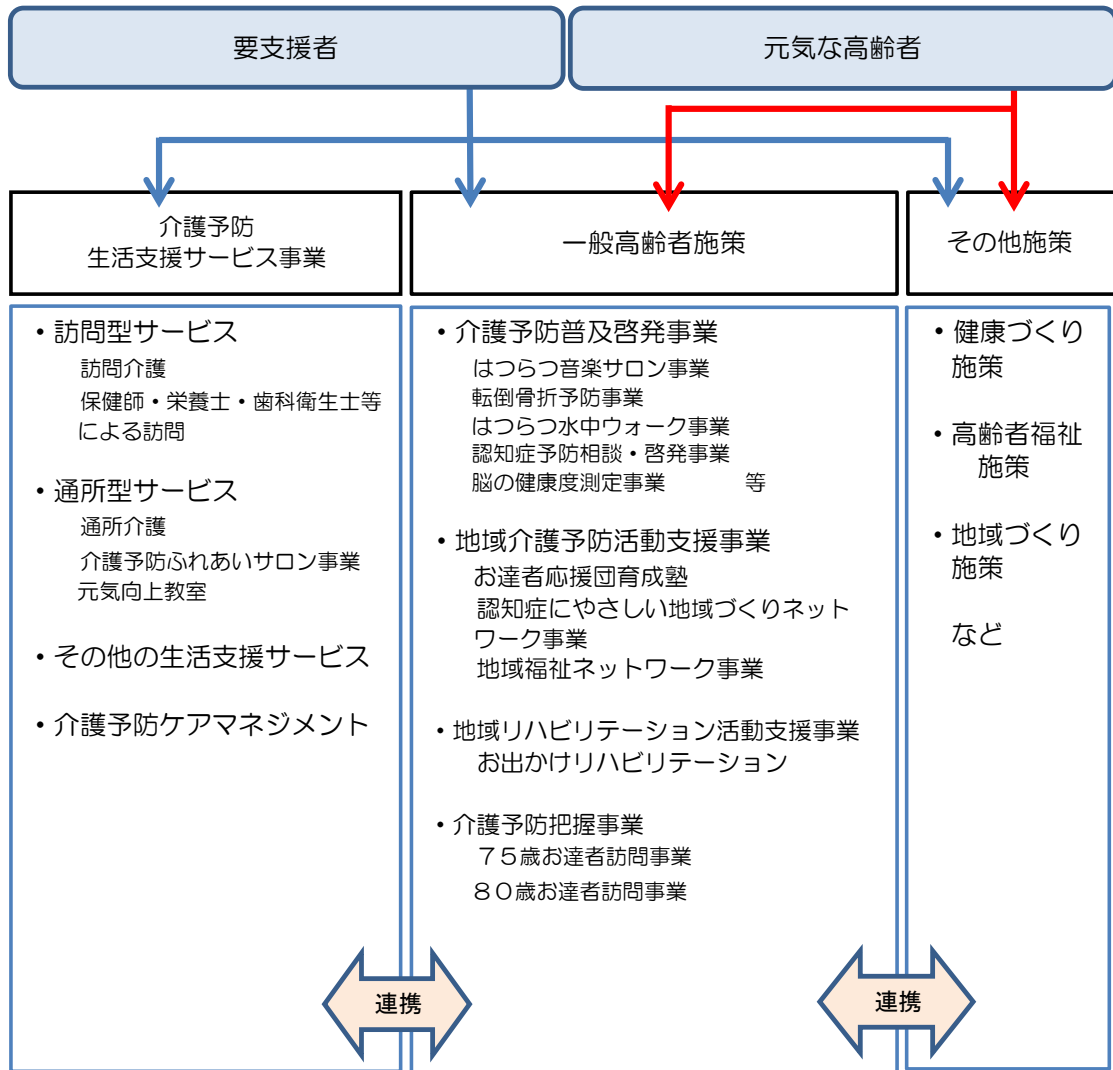 要支援者
元気な高齢者
介護予防
生活支援サービス事業
一般高齢者施策
その他施策
・訪問型サービス
訪問介護
保健師・栄養士・歯科衛生士等
による訪問
・通所型サービス
通所介護
介護予防ふれあいサロン事業
元気向上教室
・その他の生活支援サービス
・介護予防ケアマネジメント
・介護予防普及啓発事業
はつらつ音楽サロン事業
転倒骨折予防事業
はつらつ水中ウォーク事業
認知症予防相談・啓発事業
脳の健康度測定事業　　　等
・地域介護予防活動支援事業
お達者応援団育成塾
認知症にやさしい地域づくりネット
ワーク事業
地域福祉ネットワーク事業
・地域リハビリテーション活動支援事業
お出かけリハビリテーション
・介護予防把握事業
７５歳お達者訪問事業
８０歳お達者訪問事業
・健康づくり
施策
・高齢者福祉
施策
・地域づくり
施策
など
連携
連携